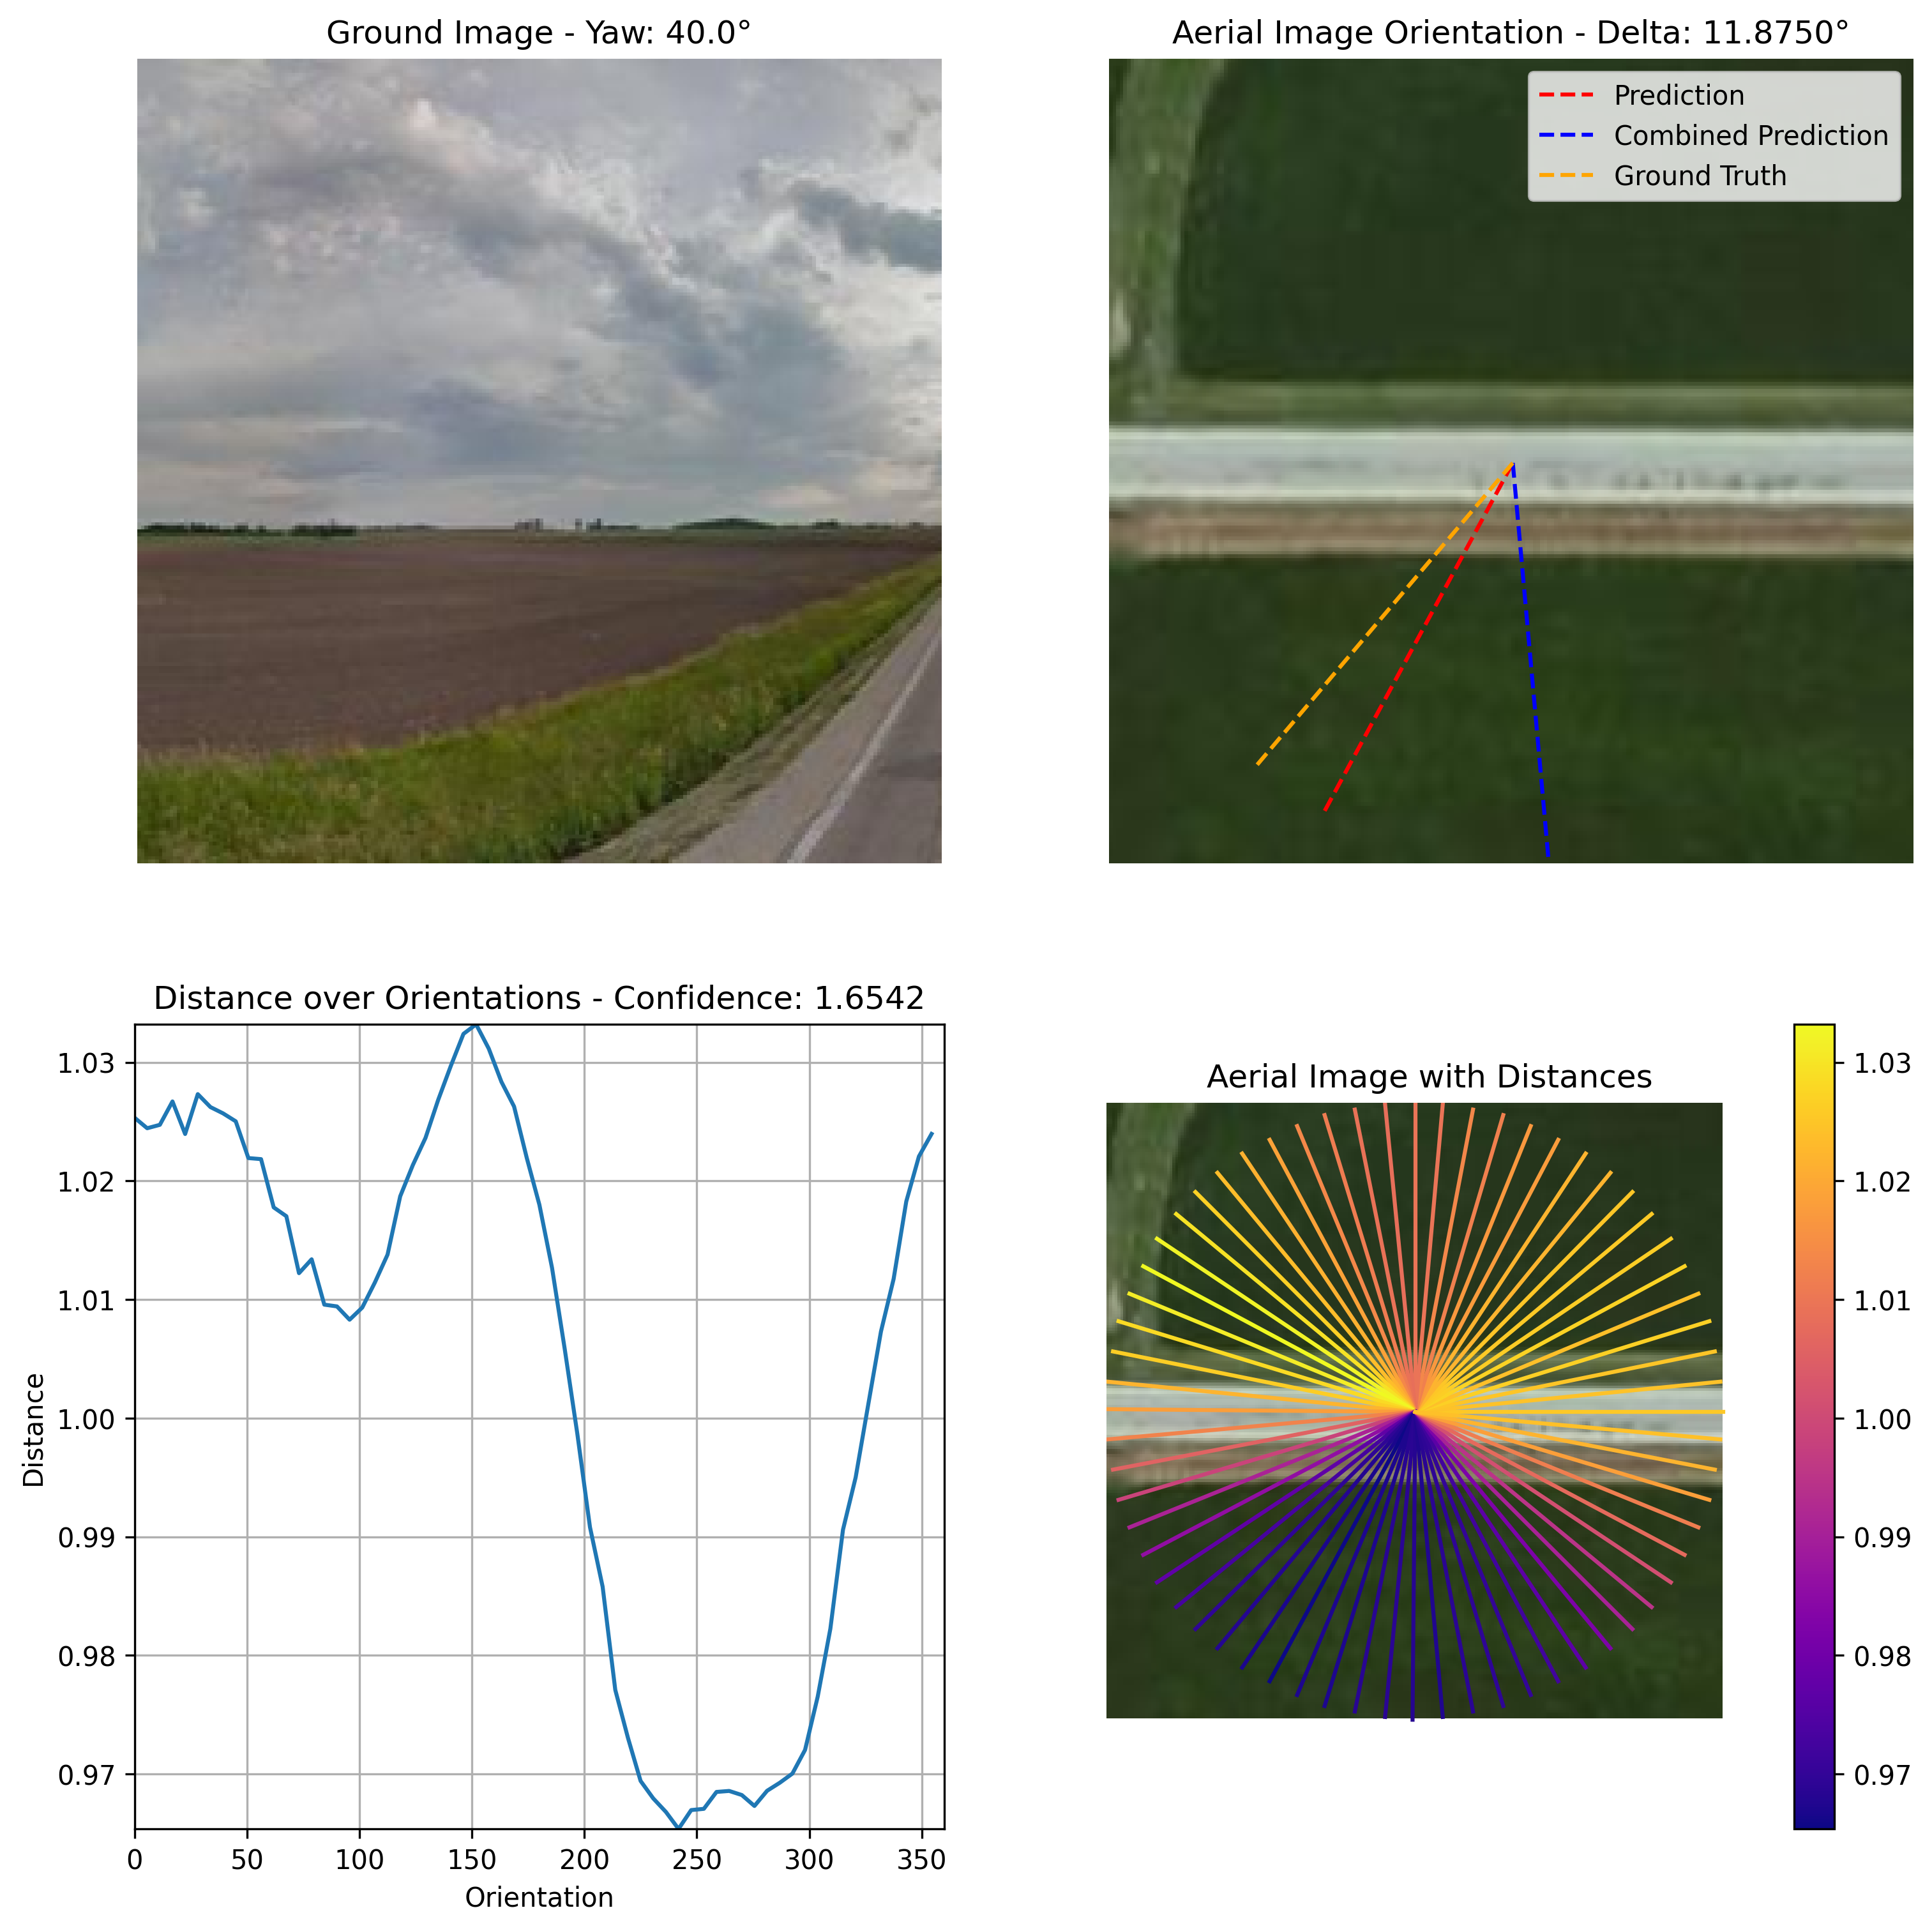 Ground Image - Yaw: 40.0°
Aerial Image Orientation - Delta: 11.8750°
Prediction
Combined Prediction
Ground Truth
Distance over Orientations - Confidence: 1.6542
1.03
1.02
1.01
1.00
0.99
0.98
0.97
Distance
0
50
100
150
200
250
300
350
Orientation
Aerial Image with Distances
1.03
1.02
1.01
1.00
0.99
0.98
0.97